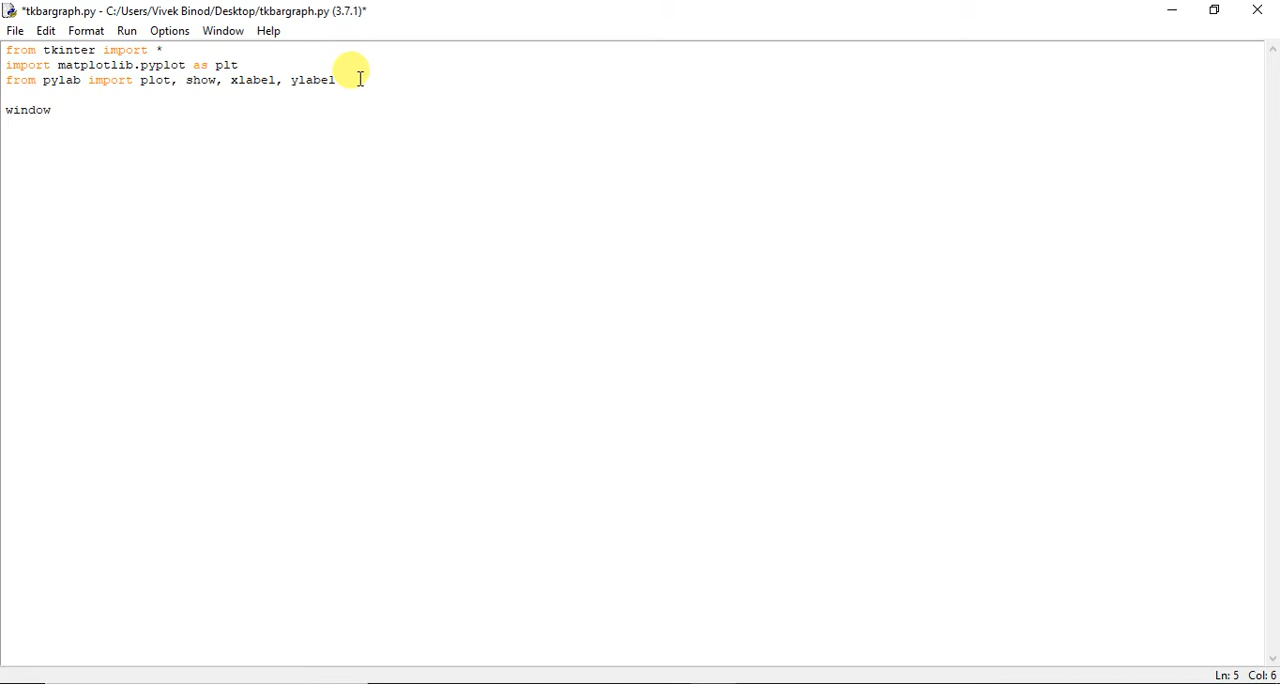 *tkbargraph.py - C:/Users/Vivek Binod/Desktop/tkbargraph.py (3.7.1)*
File Edit Format Run Options Window Help
from tkinter import *
import matplotlib.pyplot as plt
from pylab import plot, show, xlabel, ylabel
window
Ln: 5 Col: 6